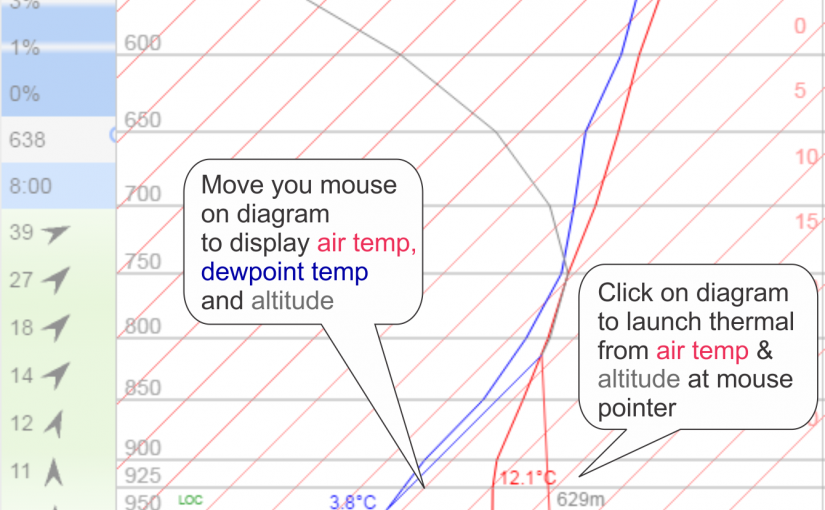 3%
1%
0%
638
8:00
39
27
18
14
12
11
600
650
700
750
800
850
900
925
950
LOC
Move you mouse
on diagram
to display air temp,
dewpoint temp
and altitude
Click on diagram
to launch thermal
from air temp &
altitude at mouse
pointer
3.8°C
12.1°C
629m
0
5
10
15